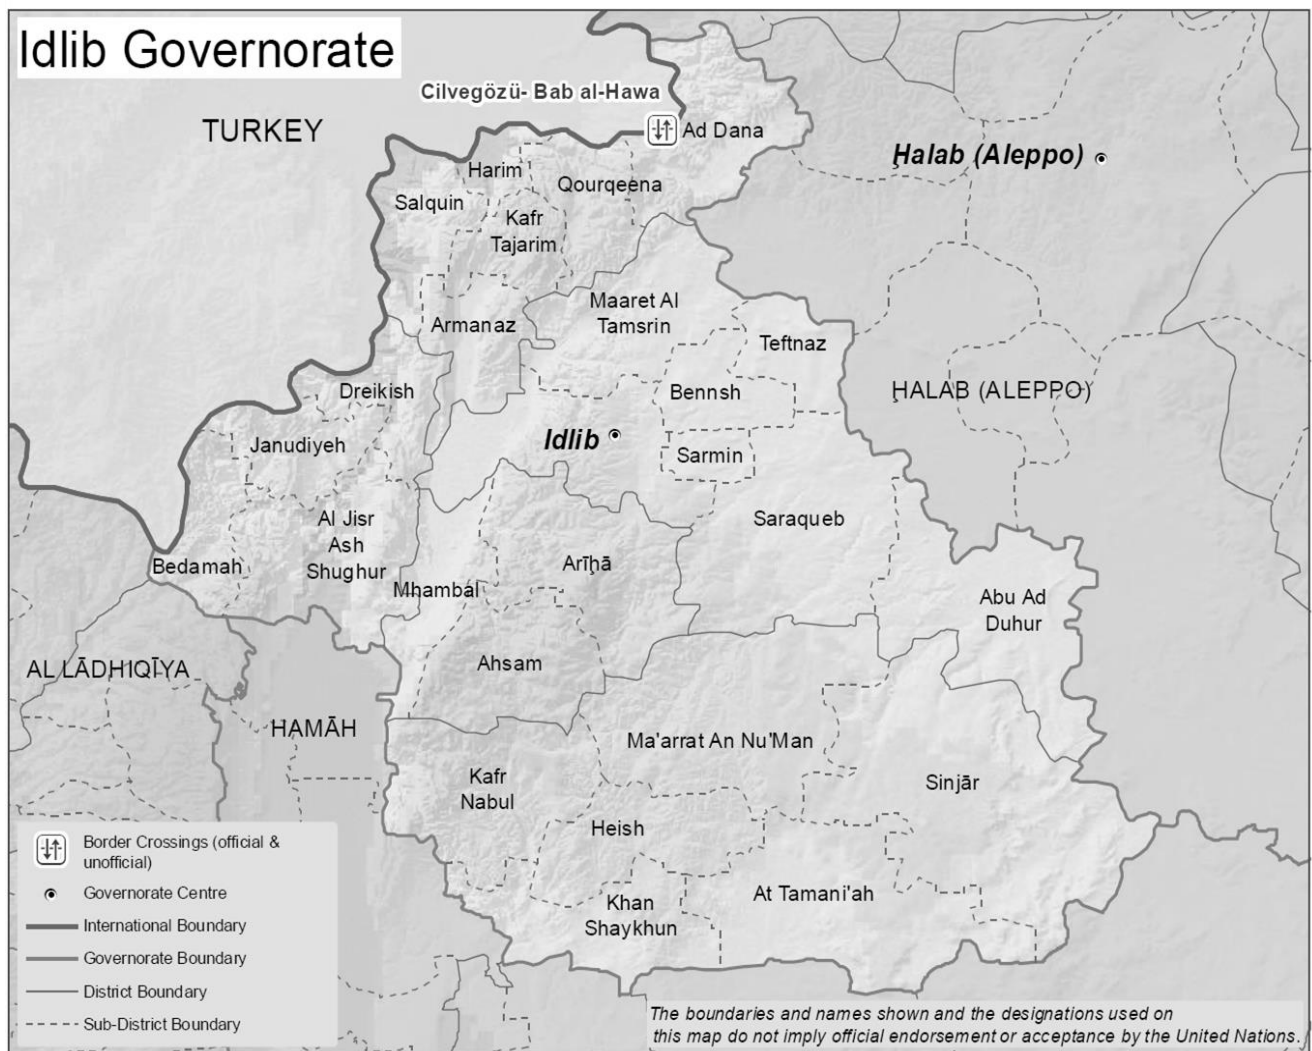 Idlib Governorate
Cilvegözü- Bab al-Hawa
TURKEY
Ad Dana
Ḥalab (Aleppo)
Harim
Qourqeena
Salquin
Kafr
Tajarim
Maaret Al
Tamsrin
Armanaz
Teftnaz
Dreikish
Bennsh
HALAB (ALEPPO)
Janudiyeh
Idlib
Sarmin
Al Jisr
Ash
Shughur
Saraqueb
Bedamah
Arīḥā
Mhambal
Abu Ad
Duhur
AL LĀDHIQĪYA
Ahsam
HAMĀH
Ma'arrat An Nu'Man
Kafr
Nabul
Sinjār
Heish
At Tamani'ah
Khan
Shaykhun
Border Crossings (official &
unofficial)
Governorate Centre
International Boundary
Governorate Boundary
District Boundary
Sub-District Boundary
The boundaries and names shown and the designations used on
this map do not imply official endorsement or acceptance by the United Nations.